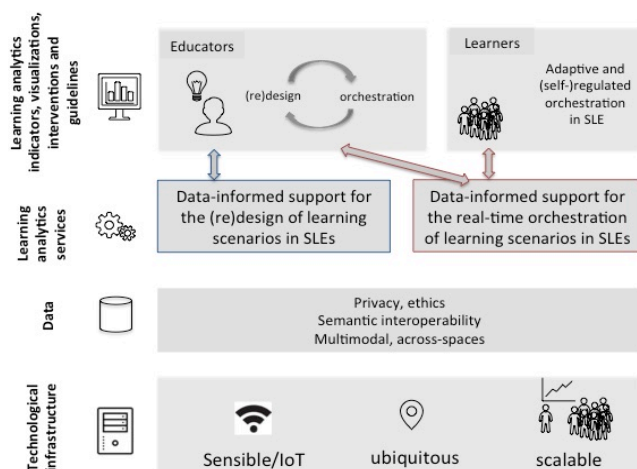 Learning analytics
indicators, visualizations,
interventions and
guidelines
Educators
(re)design
orchestration
Learners
Adaptive and
(self-)regulated
orchestration
in SLE
Learning
analytics
services
Data-informed support for
the (re)design of learning
scenarios in SLEs
Data-informed support for
the real-time orchestration
of learning scenarios in SLEs
Data
Privacy, ethics
Semantic interoperability
Multimodal, across-spaces
Technological
infrastructure
Sensible/IoT
ubiquitous
scalable